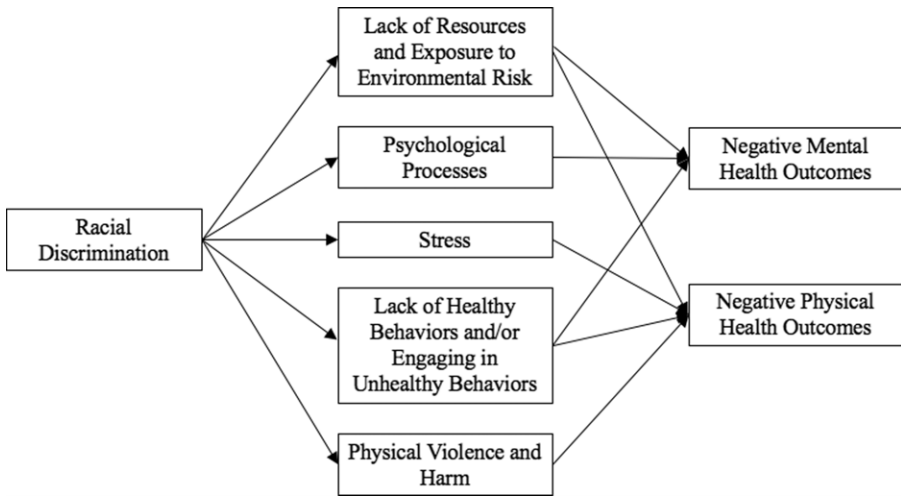 Racial
Discrimination
Lack of Resources
and Exposure to
Environmental Risk
Psychological
Processes
Stress
Lack of Healthy
Behaviors and/or
Engaging in
Unhealthy Behaviors
Physical Violence and
Harm
Negative Mental
Health Outcomes
Negative Physical
Health Outcomes